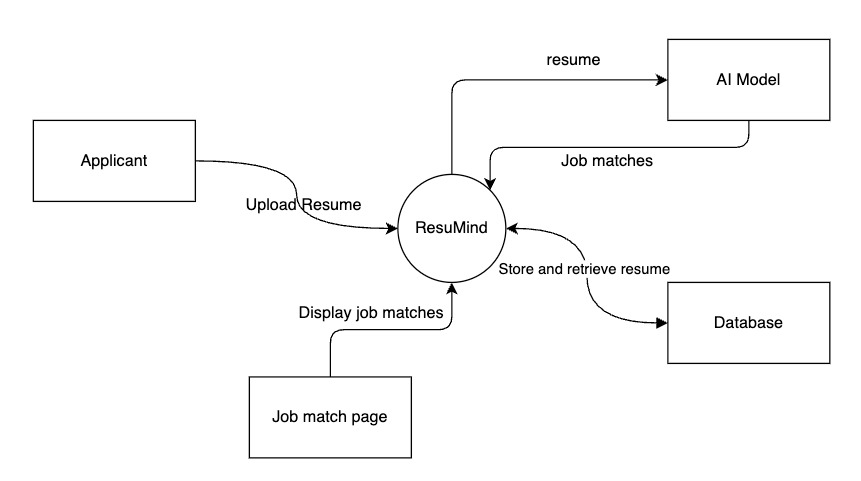 resume
AI Model
Applicant
Job matches
Upload Resume
ResuMind
Store and retrieve resume
Display job matches
Database
Job match page